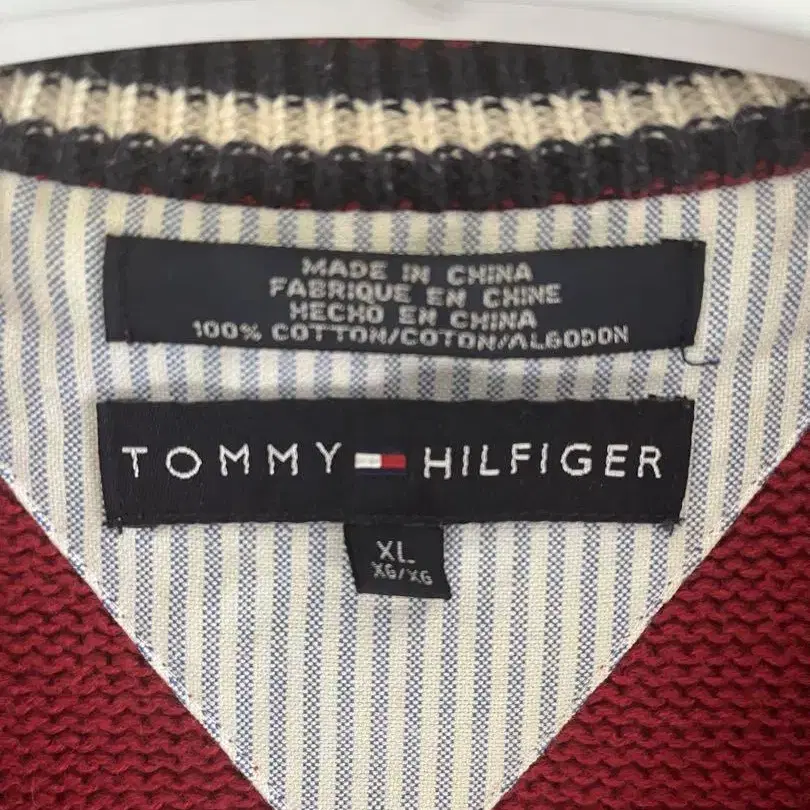 MADE IN CHINA
FABRIQUE EN CHINE
HECHO EN CHINA
100% COTTON/COTON/ALGODON
TOMMY HILFIGER
XL
XG/XG